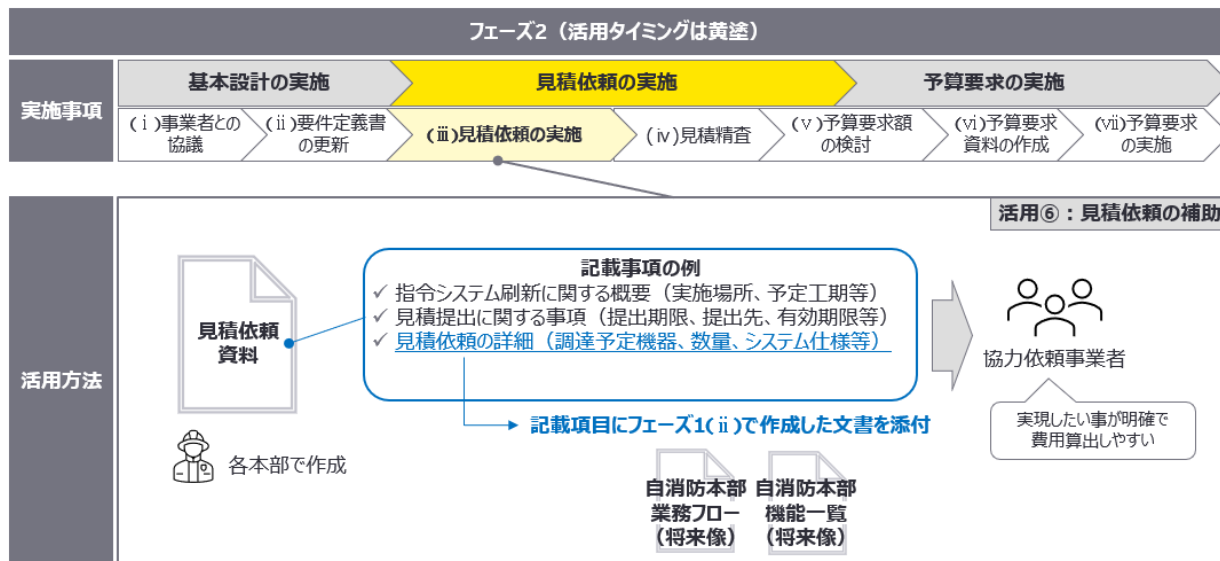 フェーズ2（活用タイミングは黄塗）
実施事項
基本設計の実施
見積依頼の実施
予算要求の実施
(ⅰ)事業者との
協議
(ⅱ)要件定義書
の更新
(ⅲ)見積依頼の実施
(ⅳ)見積精査
(ⅴ)予算要求額
の検討
(ⅵ)予算要求
資料の作成
(ⅶ)予算要求
の実施
活用方法
活用⑥：見積依頼の補助
見積依頼
資料
各本部で作成
記載事項の例
✓ 指令システム刷新に関する概要（実施場所、予定工期等）
✓ 見積提出に関する事項（提出期限、提出先、有効期限等）
✓ 見積依頼の詳細（調達予定機器、数量、システム仕様等）
記載項目にフェーズ1(ⅱ)で作成した文書を添付
自消防本部
業務フロー
（将来像）
自消防本部
機能一覧
（将来像）
協力依頼事業者
実現したい事が明確で
費用算出しやすい